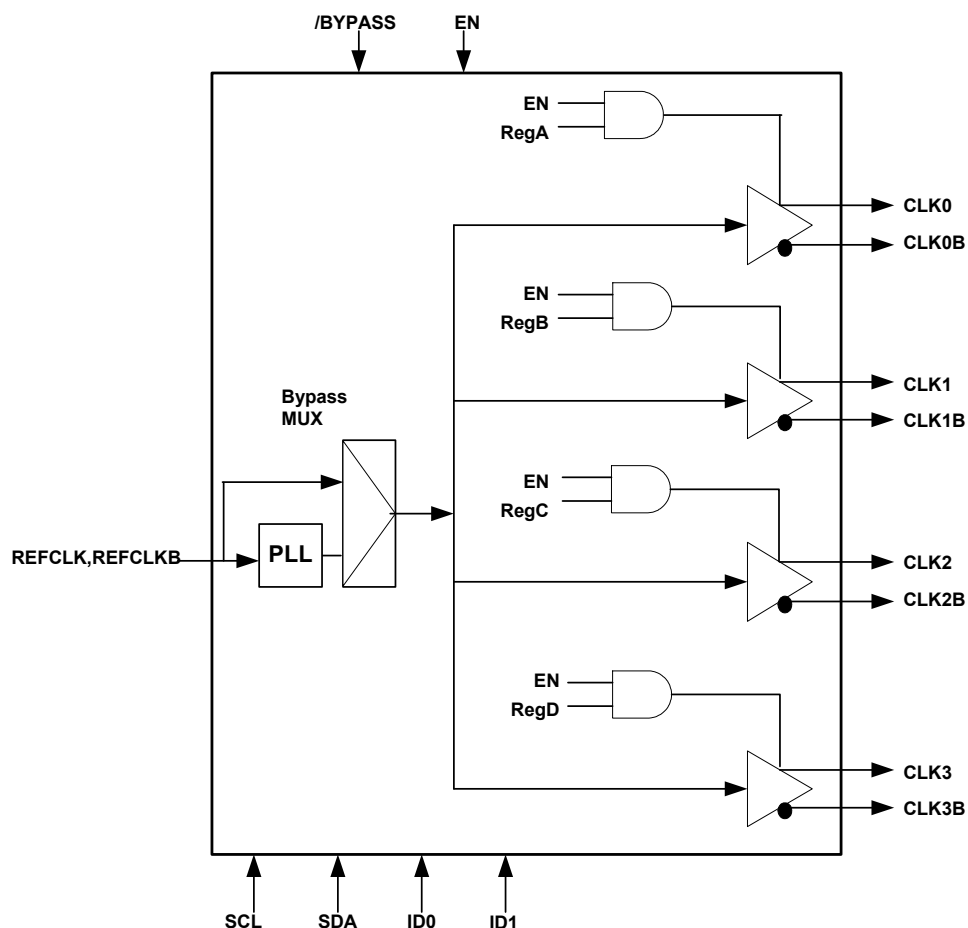 /BYPASS
EN
EN
RegA
CLK0
CLK0B
EN
RegB
CLK1
CLK1B
Bypass
MUX
EN
RegC
REFCLK,REFCLKB
PLL
CLK2
CLK2B
EN
RegD
CLK3
CLK3B
SCL
SDA
ID0
ID1